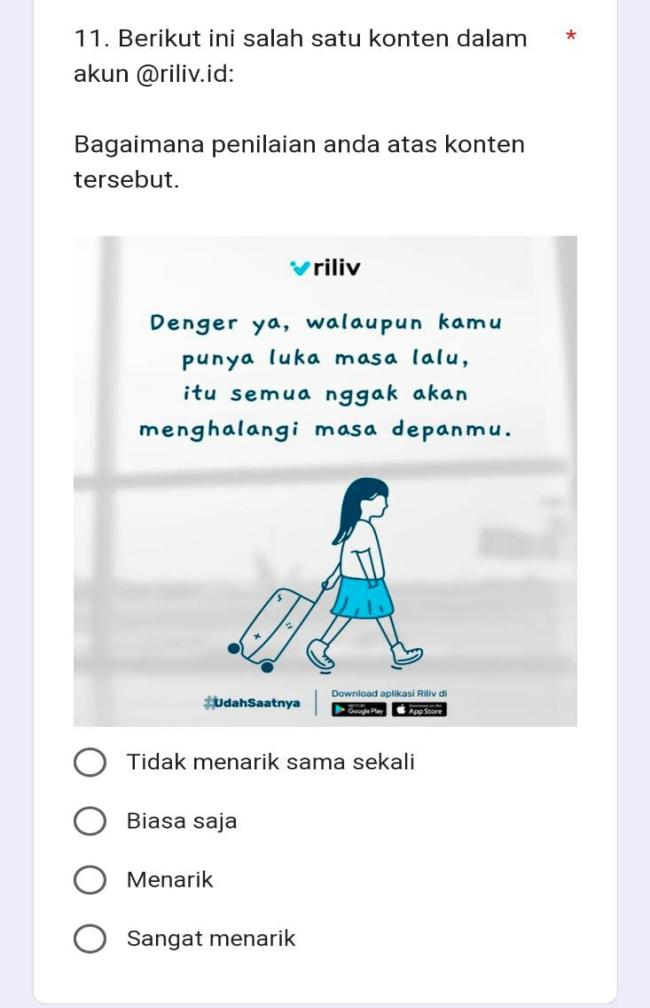 11. Berikut ini salah satu konten dalam *
akun @riliv.id:
Bagaimana penilaian anda atas konten
tersebut.
riliv
Denger ya, walaupun kamu
punya luka masa lalu,
itu semua nggak akan
menghalangi masa depanmu.
#UdahSaatnya
Download aplikasi Riliv di
Google Play
App Store
Tidak menarik sama sekali
Biasa saja
Menarik
Sangat menarik